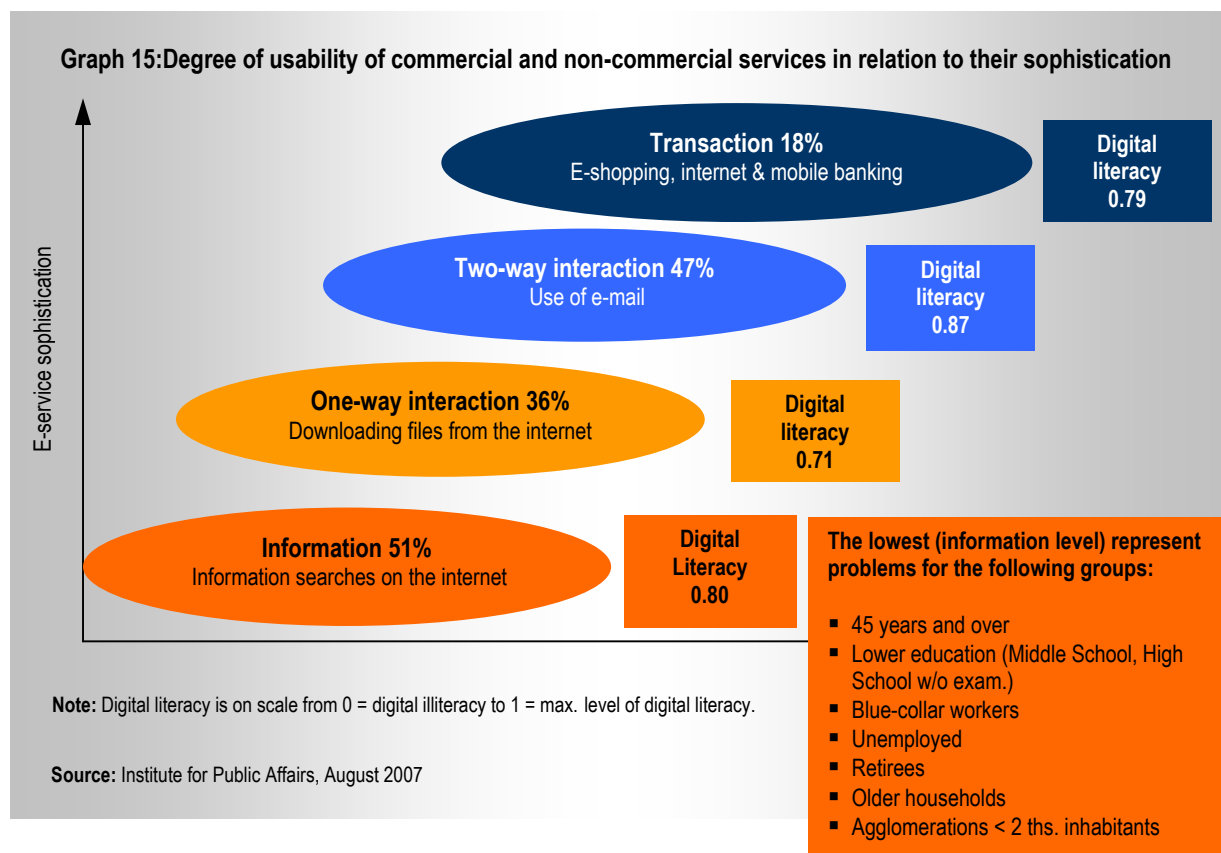 Graph 15:Degree of usability of commercial and non-commercial services in relation to their sophistication
E-service sophistication
Transaction 18%
E-shopping, internet & mobile banking
Digital
literacy
0.79
Two-way interaction 47%
Use of e-mail
Digital
literacy
0.87
One-way interaction 36%
Downloading files from the internet
Digital
literacy
0.71
Information 51%
Information searches on the internet
Digital
Literacy
0.80
The lowest (information level) represent
problems for the following groups:
▪ 45 years and over
▪ Lower education (Middle School, High
School w/o exam.)
▪ Blue-collar workers
▪ Unemployed
▪ Retirees
▪ Older households
▪ Agglomerations < 2 ths. inhabitants
Note: Digital literacy is on scale from 0 = digital illiteracy to 1 = max. level of digital literacy.
Source: Institute for Public Affairs, August 2007